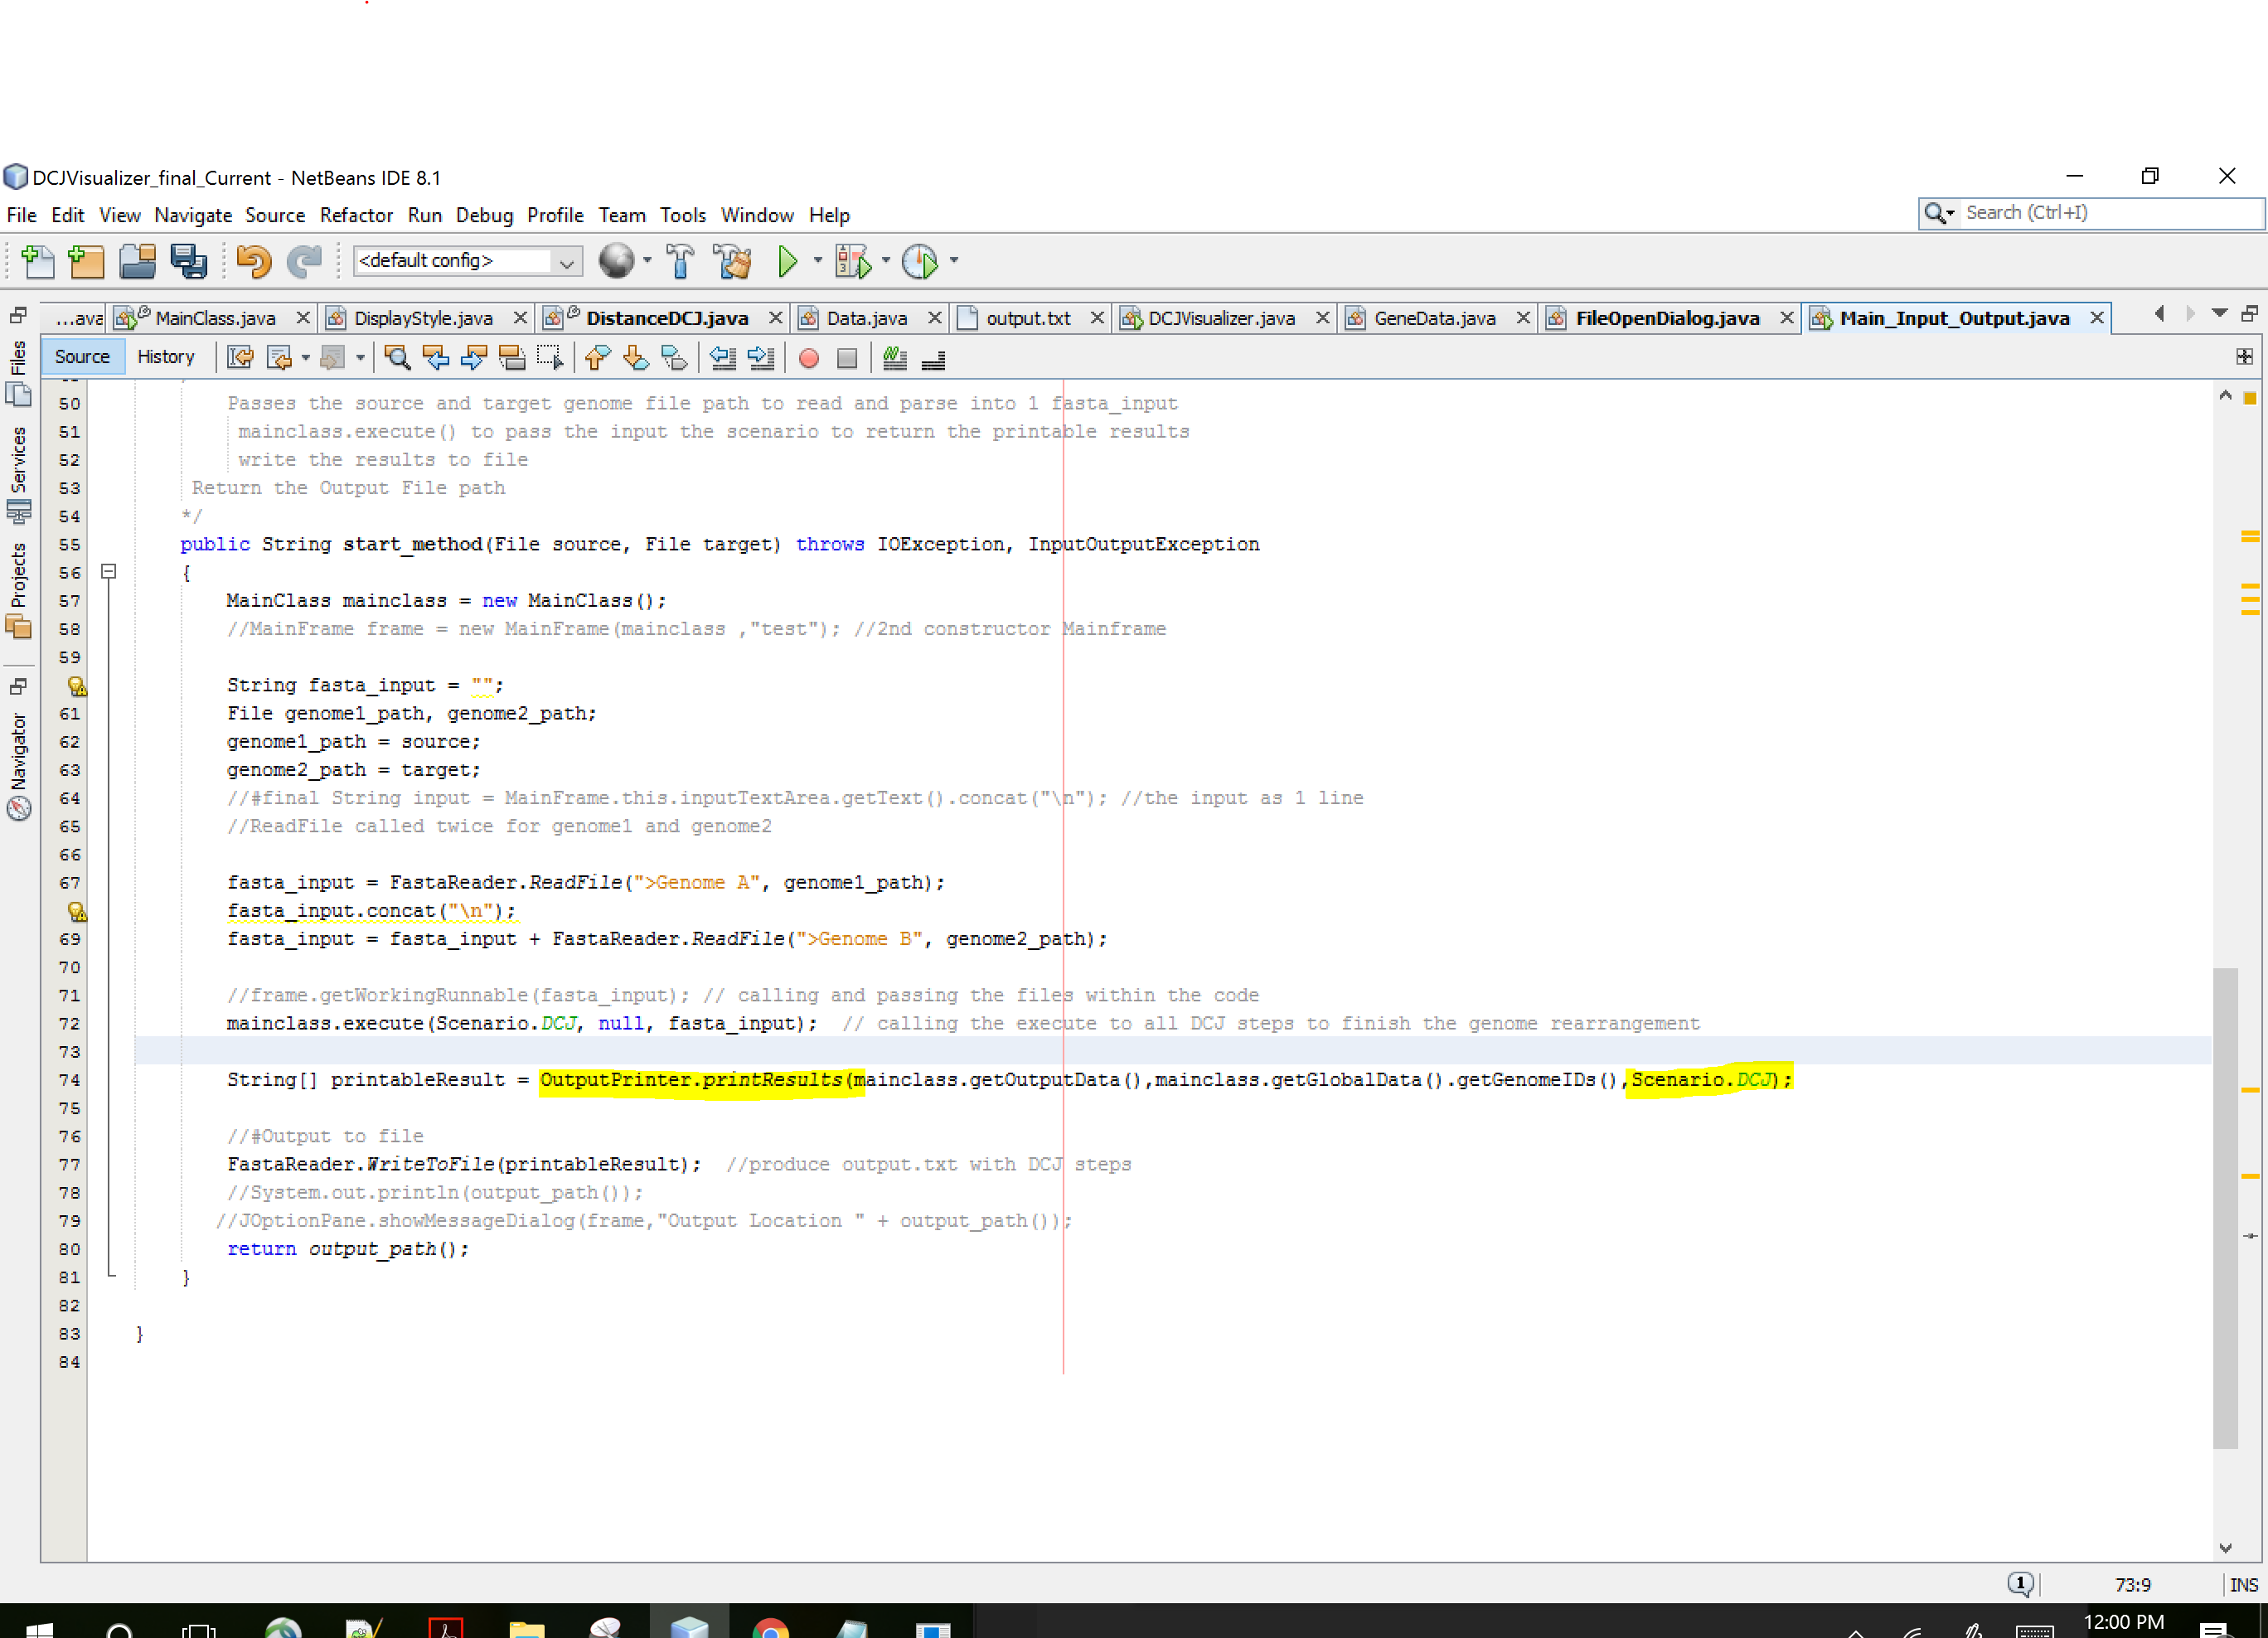 DCJVisualizer_final_Current - NetBeans IDE 8.1
File Edit View Navigate Source Refactor Run Debug Profile Team Tools Window Help
Search (Ctrl+I)
<default config>
...ava MainClass.java DisplayStyle.java DistanceDCJ.java Data.java output.txt DCJVisualizer.java GeneData.java FileOpenDialog.java Main_Input_Output.java
Source History
Files
Services
Projects
Navigator
50 Passes the source and target genome file path to read and parse into 1 fasta_input
51 mainclass.execute() to pass the input the scenario to return the printable results
52 write the results to file
53 Return the Output File path
54 */
55 public String start_method(File source, File target) throws IOException, InputOutputException
56 {
57 MainClass mainclass = new MainClass();
58 //MainFrame frame = new MainFrame(mainclass ,"test"); //2nd constructor Mainframe
59
String fasta_input = "";
61 File genome1_path, genome2_path;
62 genome1_path = source;
63 genome2_path = target;
64 //#final String input = MainFrame.this.inputTextArea.getText().concat("\n"); //the input as 1 line
65 //ReadFile called twice for genome1 and genome2
66
67 fasta_input = FastaReader.ReadFile(">Genome A", genome1_path);
fasta_input.concat("\n");
69 fasta_input = fasta_input + FastaReader.ReadFile(">Genome B", genome2_path);
70
71 //frame.getWorkingRunnable(fasta_input); // calling and passing the files within the code
72 mainclass.execute(Scenario.DCJ, null, fasta_input);  // calling the execute to all DCJ steps to finish the genome rearrangement
73
74 String[] printableResult = OutputPrinter.printResults(mainclass.getOutputData(),mainclass.getGlobalData().getGenomeIDs(),Scenario.DCJ);
75
76 //#Output to file
77 FastaReader.WriteToFile(printableResult);  //produce output.txt with DCJ steps
78 //System.out.println(output_path());
79 //JOptionPane.showMessageDialog(frame,"Output Location " + output_path());
80 return output_path();
81 }
82
83 }
84
1 73:9 INS
12:00 PM